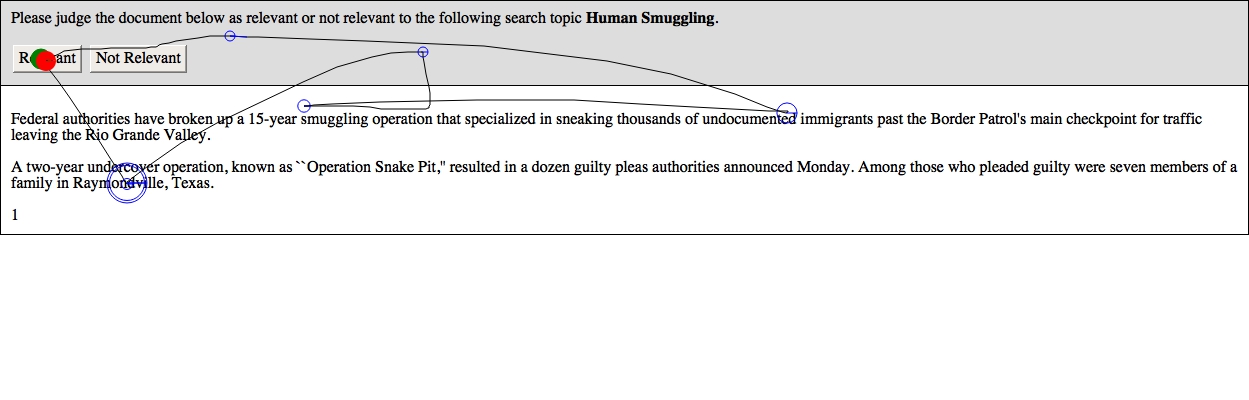 Please judge the document below as relevant or not relevant to the following search topic Human Smuggling.
Relevant Not Relevant
Federal authorities have broken up a 15-year smuggling operation that specialized in sneaking thousands of undocumented immigrants past the Border Patrol's main checkpoint for traffic
leaving the Rio Grande Valley.
A two-year undercover operation, known as ``Operation Snake Pit,'' resulted in a dozen guilty pleas authorities announced Monday. Among those who pleaded guilty were seven members of a
family in Raymondville, Texas.
1